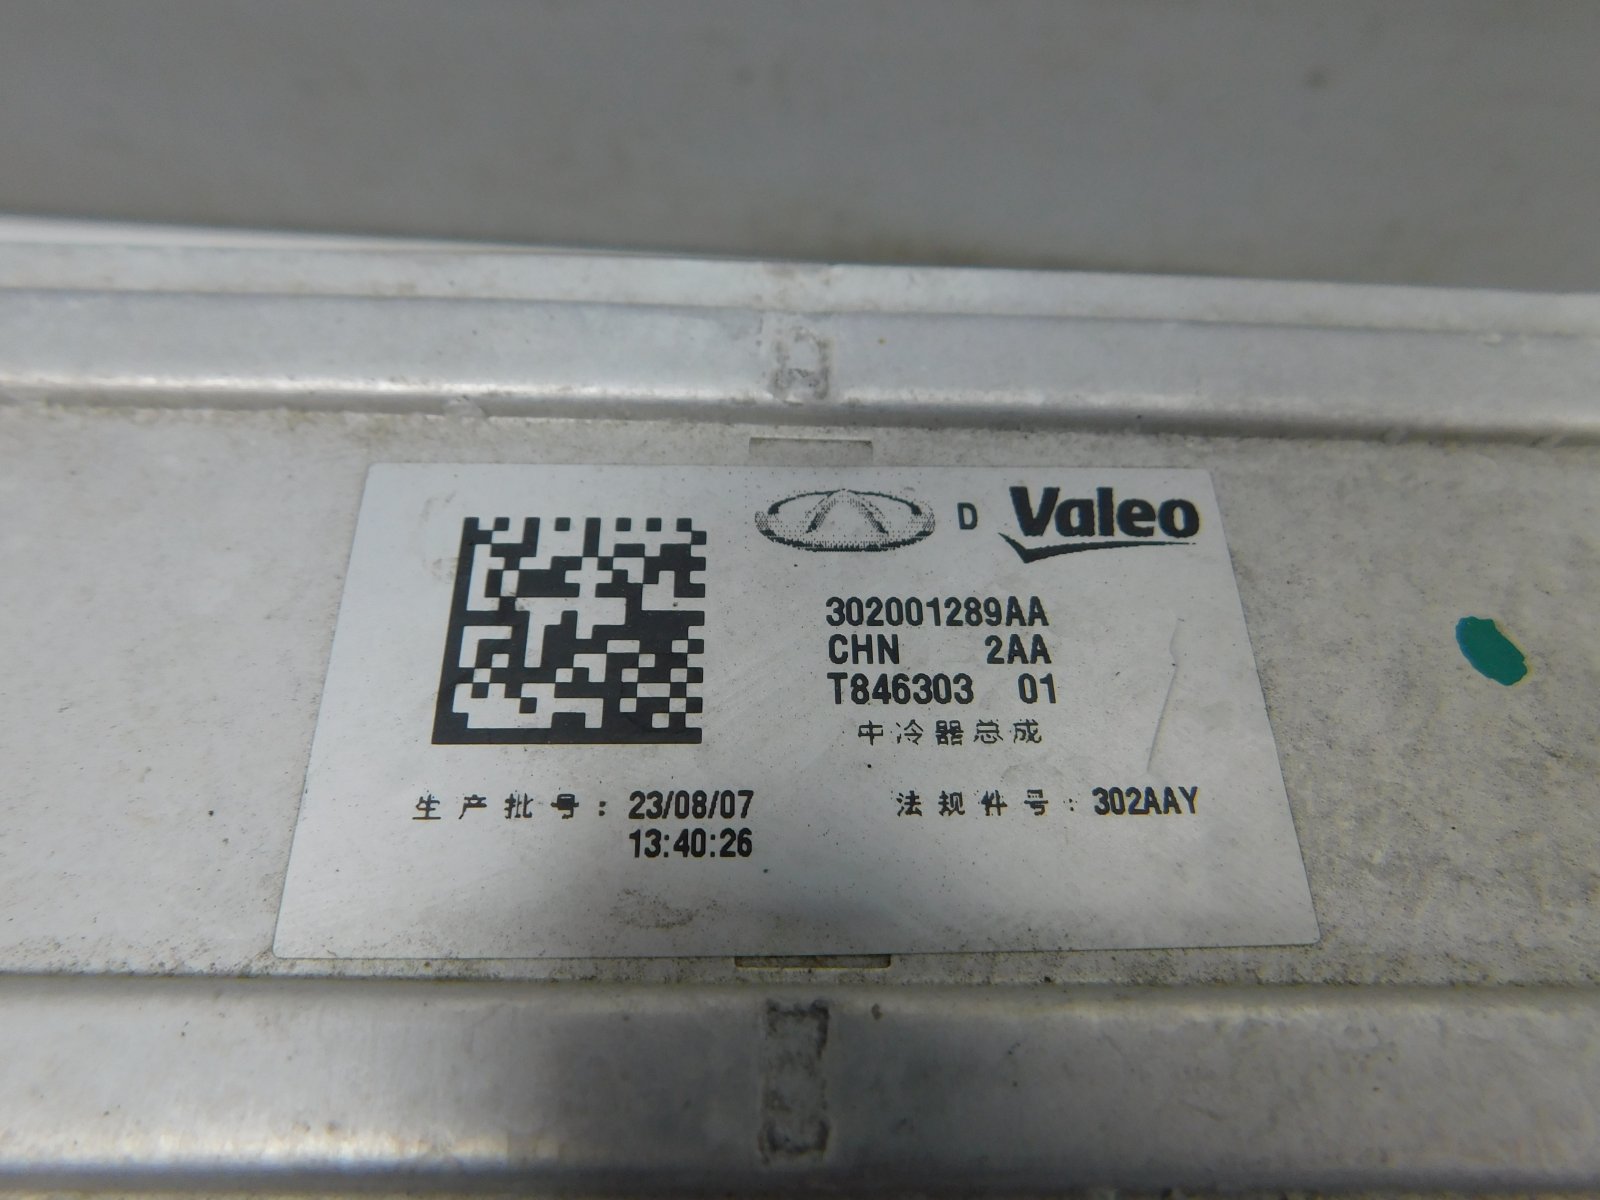 D Valeo
302001289AA
CHN 2AA
T846303 01
中冷器总成
生产批号: 23/08/07
13:40:26
法规件号: 302AAY